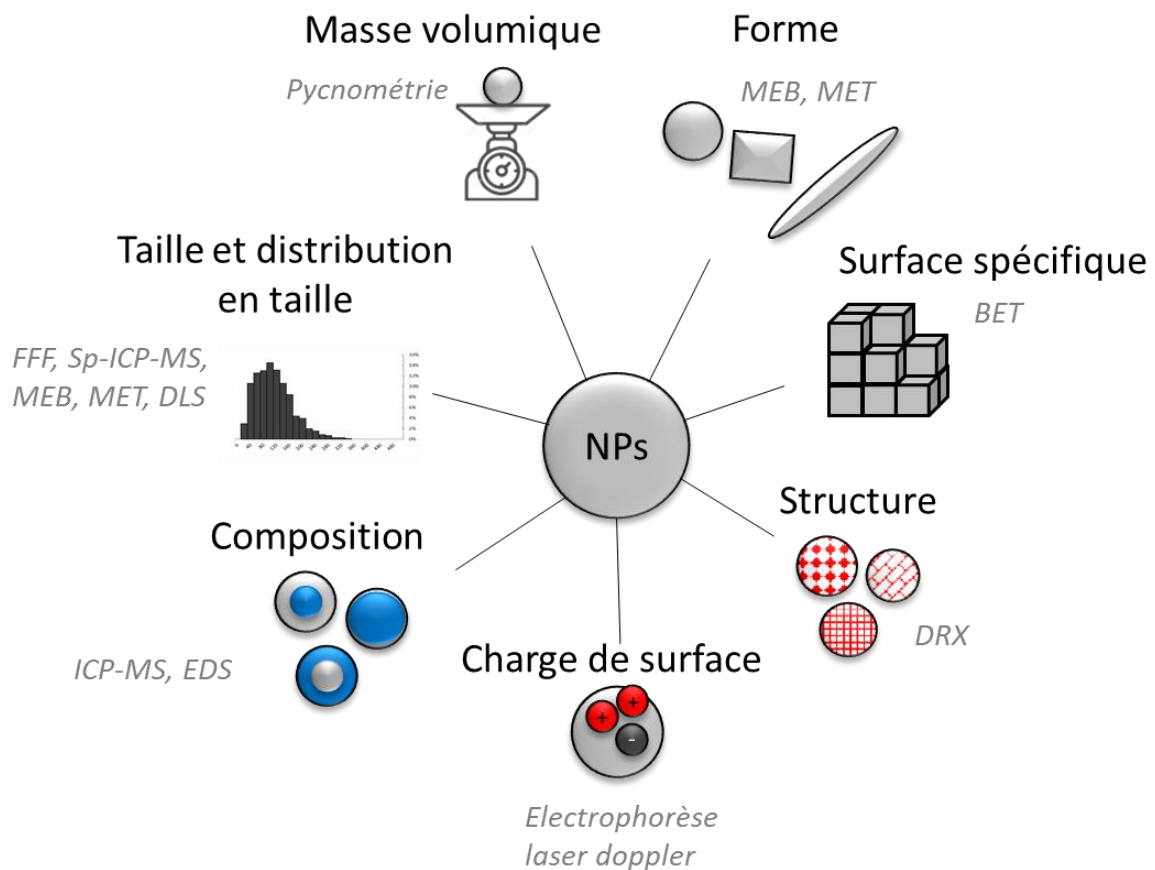 Masse volumique
Pycnométrie
Forme
MEB, MET
Taille et distribution
en taille
FFF, Sp-ICP-MS,
MEB, MET, DLS
Surface spécifique
BET
NPs
Structure
DRX
Composition
ICP-MS, EDS
Charge de surface
+
+
-
Electrophorèse
laser doppler